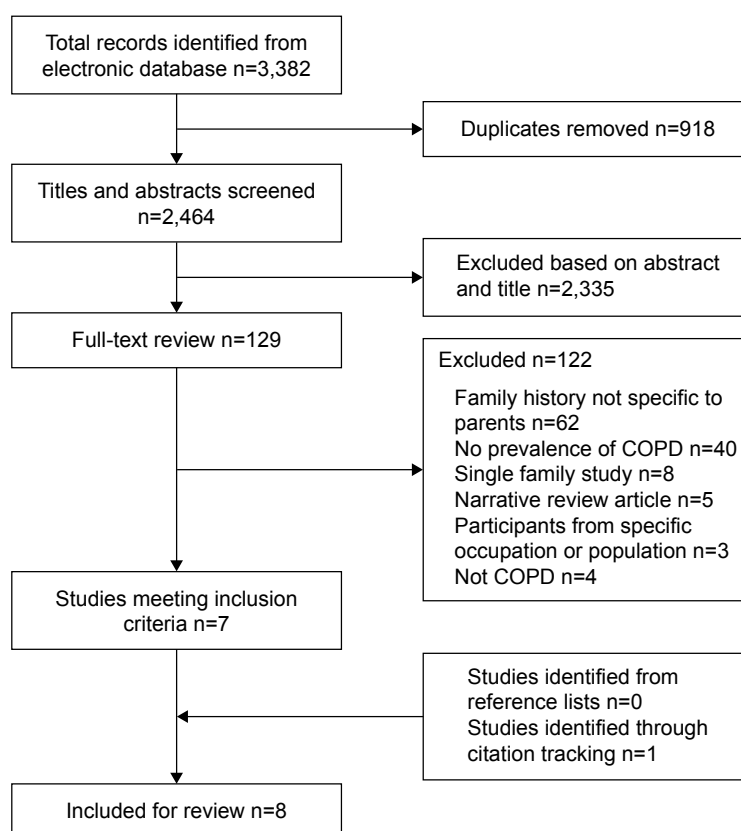 Total records identified from
electronic database n=3,382
Duplicates removed n=918
Titles and abstracts screened
n=2,464
Excluded based on abstract
and title n=2,335
Full-text review n=129
Excluded n=122
Family history not specific to
parents n=62
No prevalence of COPD n=40
Single family study n=8
Narrative review article n=5
Participants from specific
occupation or population n=3
Not COPD n=4
Studies meeting inclusion
criteria n=7
Studies identified from
reference lists n=0
Studies identified through
citation tracking n=1
Included for review n=8